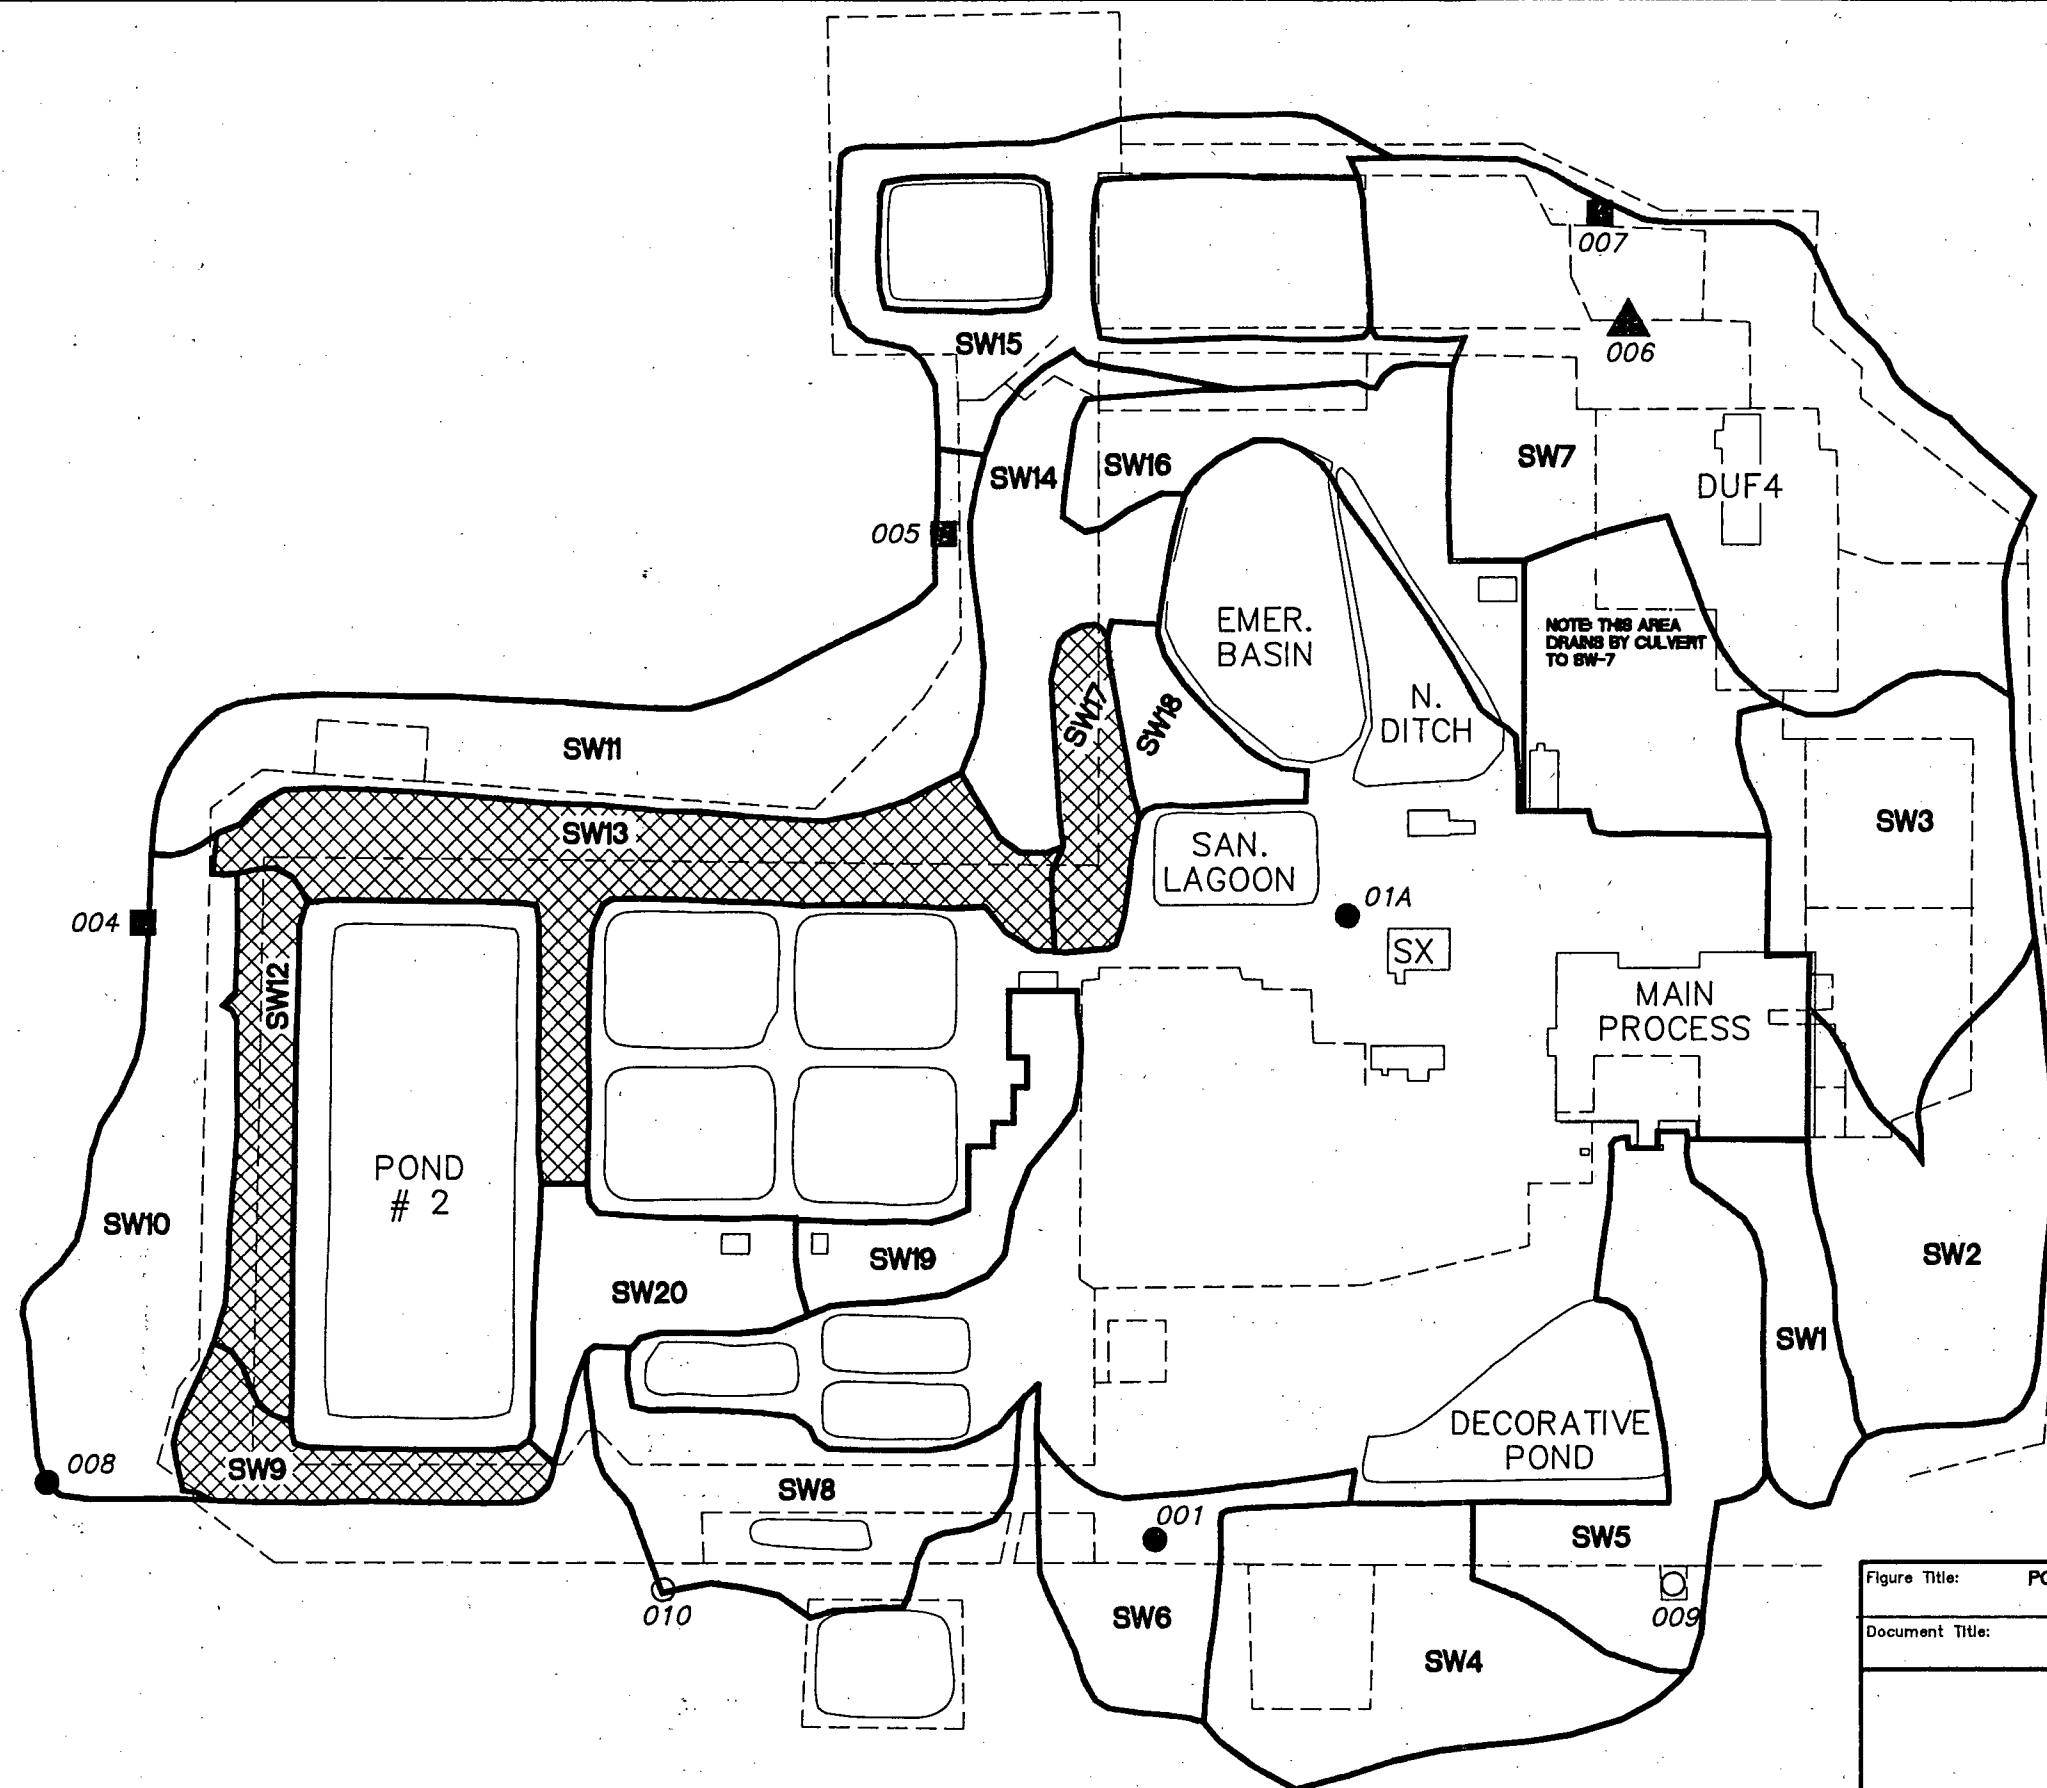 007
006
SW15
SW16
SW14
SW7
DUF4
005
EMER.
BASIN
NOTE: THIS AREA
DRAINS BY CULVERT
TO SW-7
N.
DITCH
SW17
SW18
SW11
SW13
SW3
SAN.
LAGOON
01A
004
SX
SW12
MAIN
PROCESS
POND
# 2
SW10
SW19
SW2
SW20
SW1
DECORATIVE
POND
008
SW9
SW8
001
SW5
Figure Title: PO
010
SW6
009
Document Title:
SW4